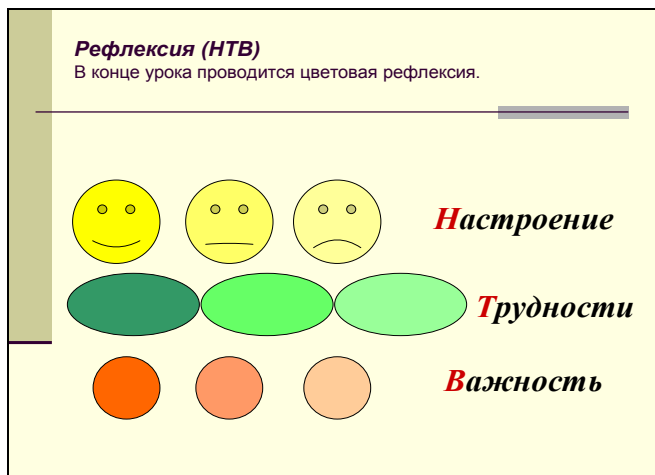 Рефлексия (НТВ)
В конце урока проводится цветовая рефлексия.
Настроение
Трудности
Важность